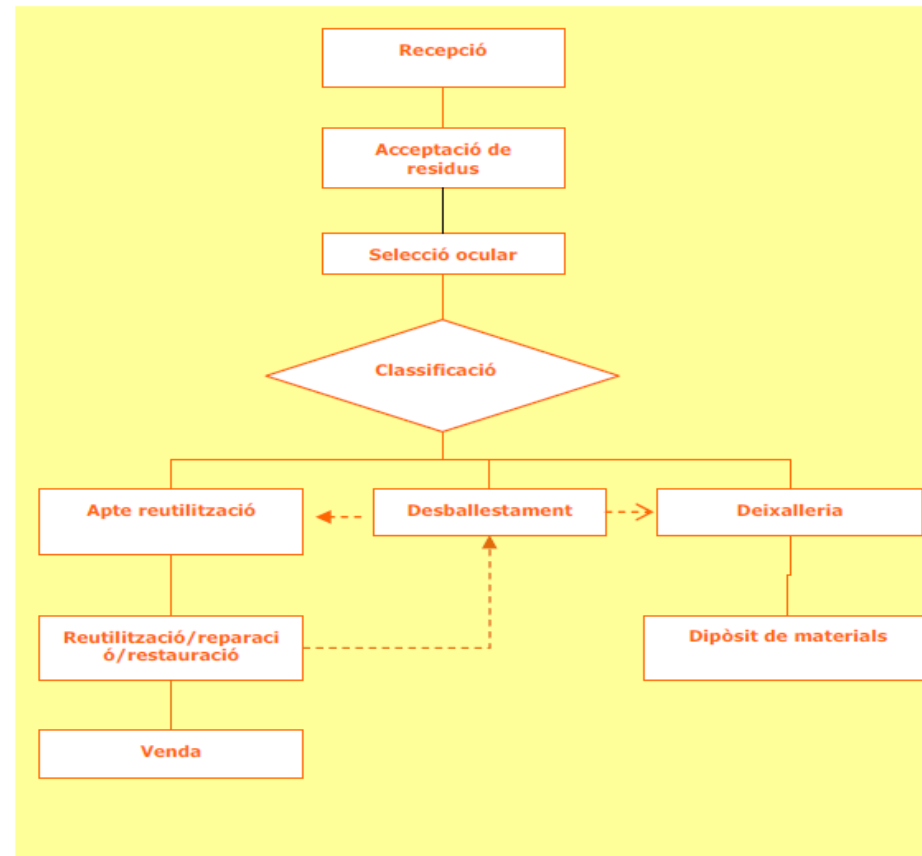 Recepció
Acceptació de
residus
Selecció ocular
Classificació
Apte reutilització
Desballestament
Deixalleria
Reutilització/reparaci
ó/restauració
Dipòsit de materials
Venda